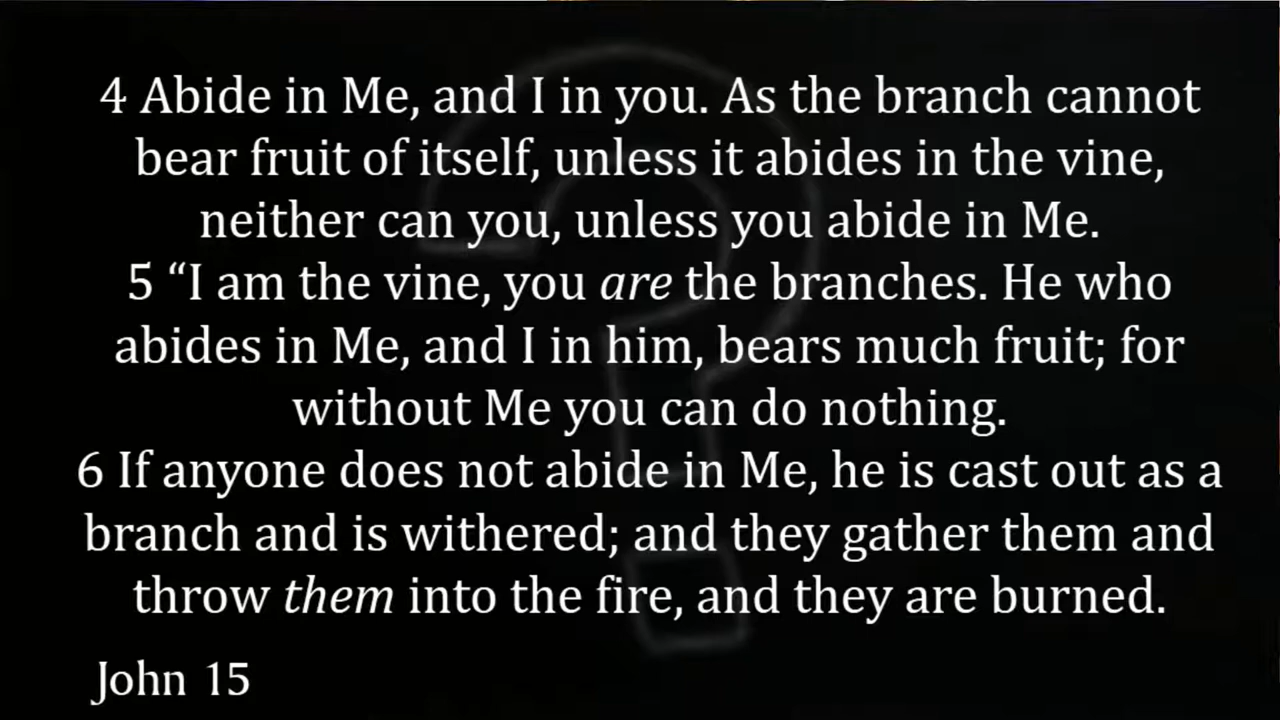 4 Abide in Me, and I in you. As the branch cannot
bear fruit of itself, unless it abides in the vine,
neither can you, unless you abide in Me.
5 “I am the vine, you are the branches. He who
abides in Me, and I in him, bears much fruit; for
without Me you can do nothing.
6 If anyone does not abide in Me, he is cast out as a
branch and is withered; and they gather them and
throw them into the fire, and they are burned.
John 15